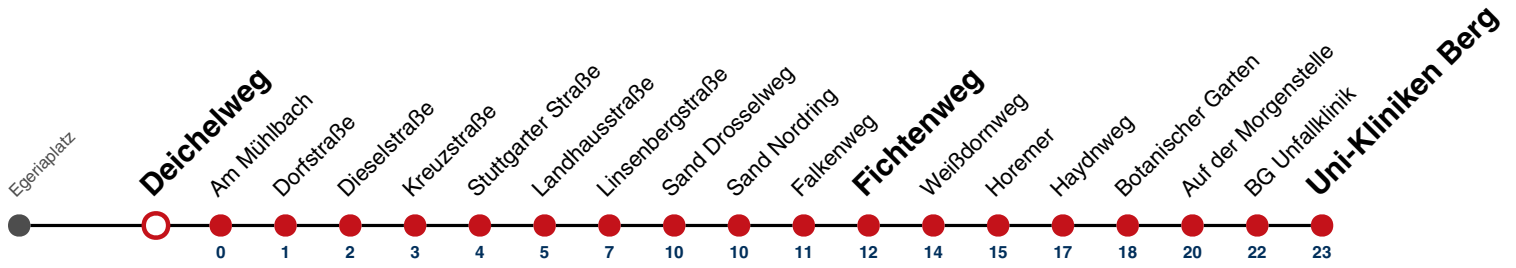 Egeriaplatz
Deichelweg
Am Mühlbach
Dorfstraße
Dieselstraße
Kreuzstraße
Stuttgarter Straße
Landhausstraße
Linsenbergstraße
Sand Drosselweg
Sand Nordring
Falkenweg
Fichtenweg
Weißdornweg
Horemer
Haydnweg
Botanischer Garten
Auf der Morgenstelle
BG Unfallklinik
Uni-Kliniken Berg
0 1 2 3 4 5 7 10 10 11 12 14 15 17 18 20 22 23